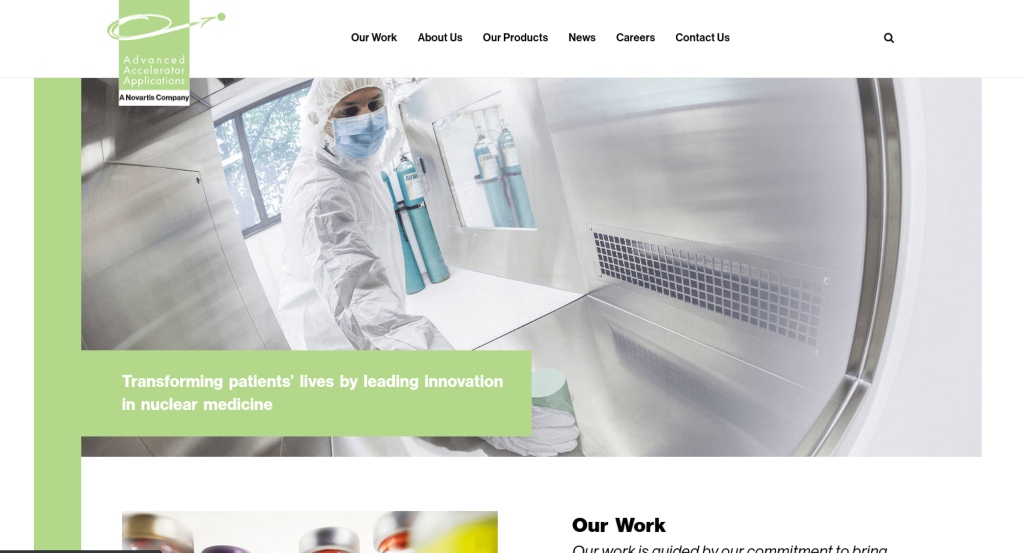 Our Work
About Us
Our Products
News
Careers
Contact Us
Advanced
Accelerator
Applications
A Novartis Company
Transforming patients' lives by leading innovation
in nuclear medicine
Our Work
Our work is guided by our commitment to bring